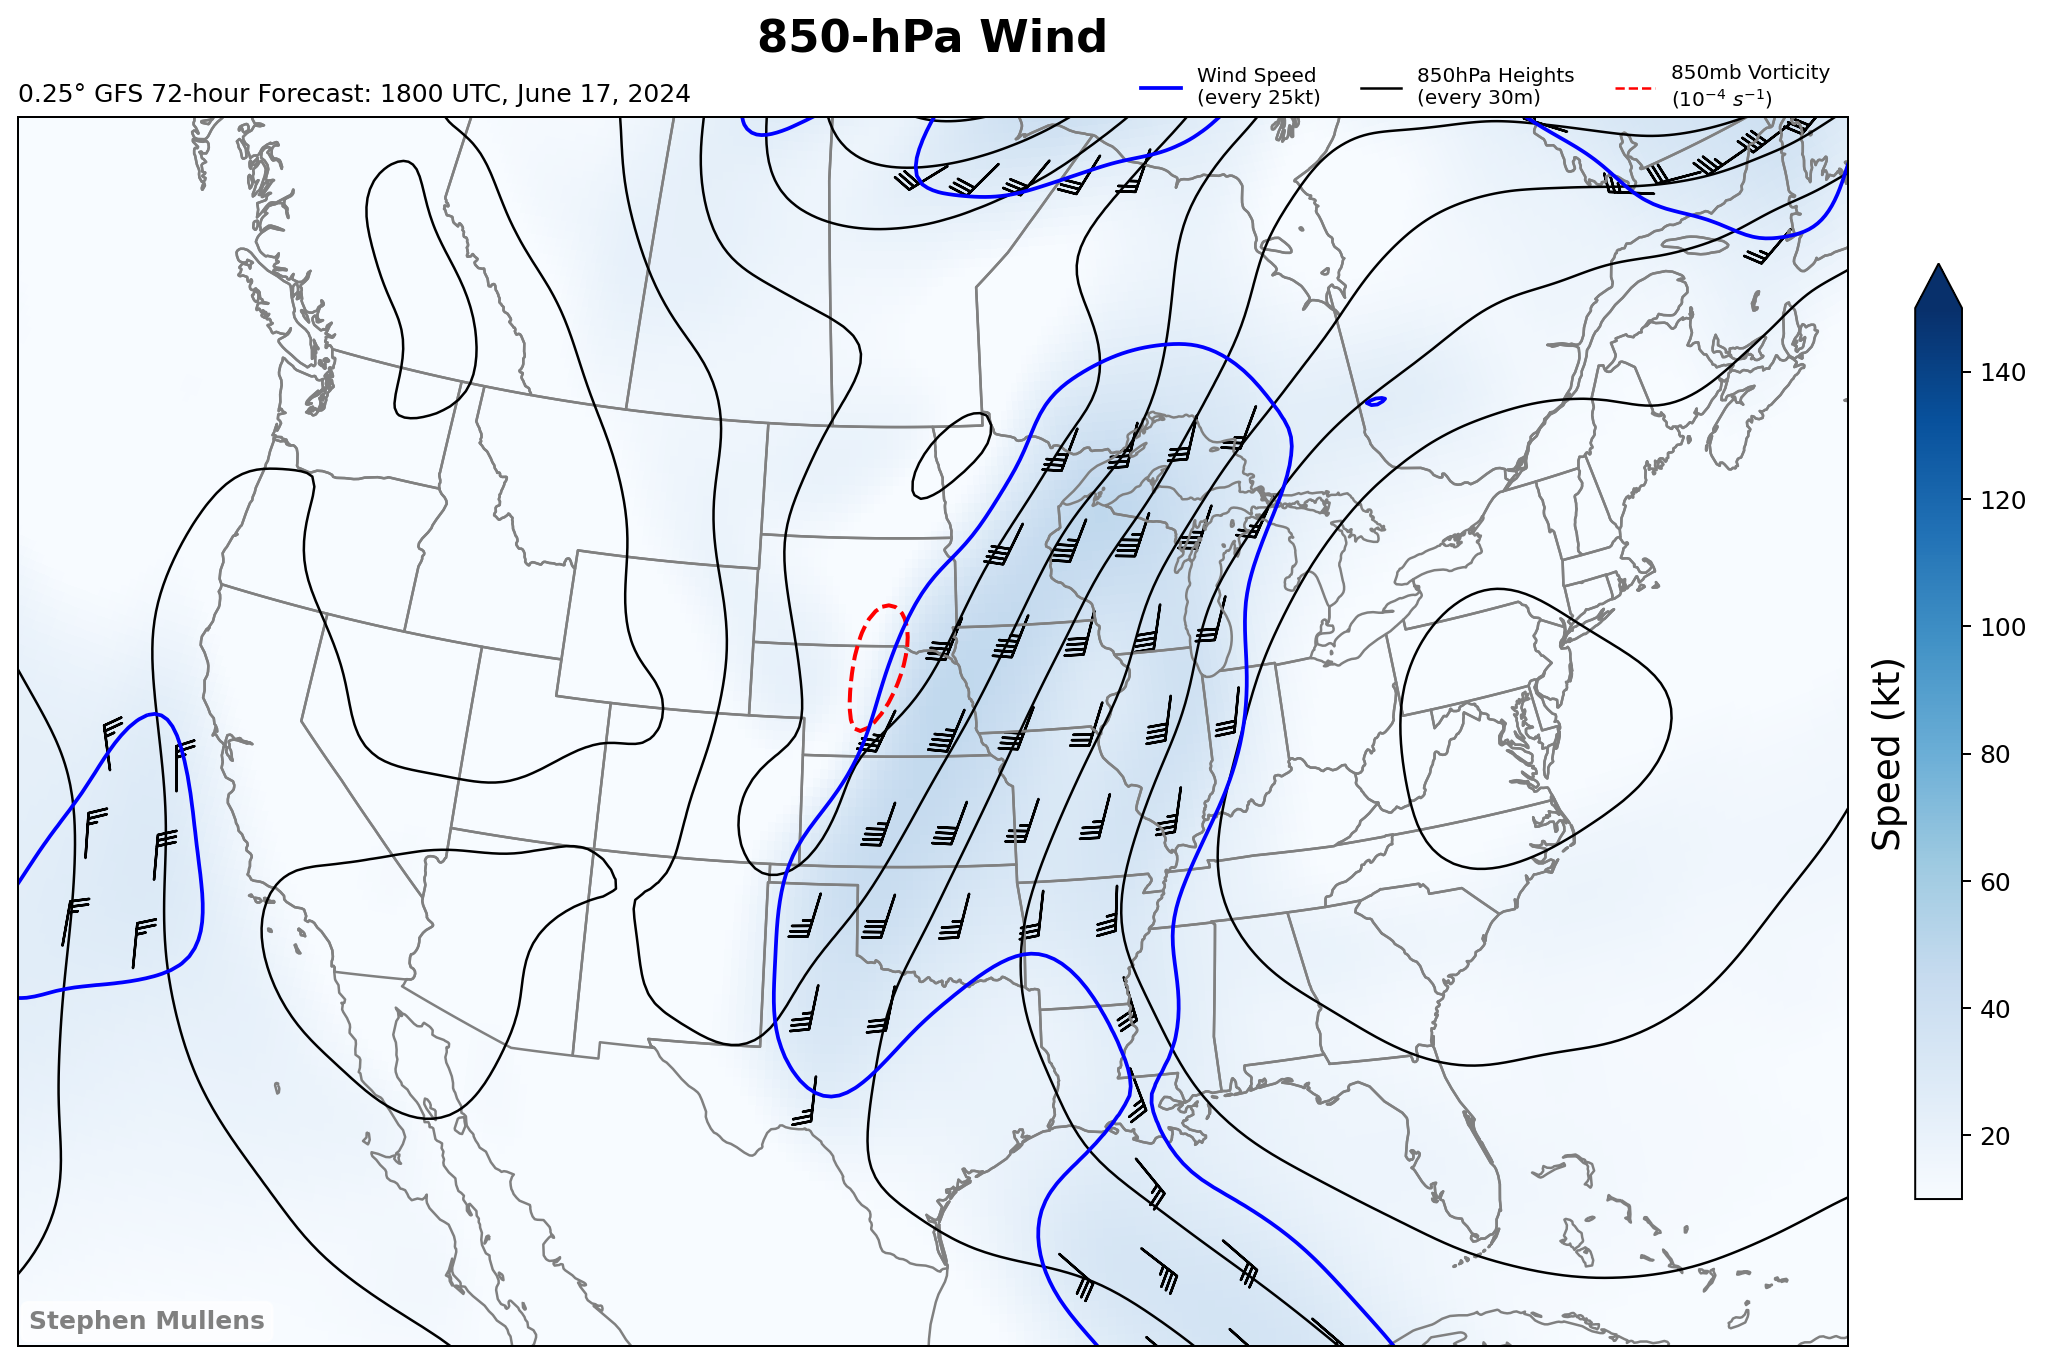 850-hPa Wind
0.25° GFS 72-hour Forecast: 1800 UTC, June 17, 2024
Wind Speed
(every 25kt)
850hPa Heights
(every 30m)
850mb Vorticity
(10⁻⁴ s⁻¹)
140
120
100
80
60
40
20
Speed (kt)
Stephen Mullens